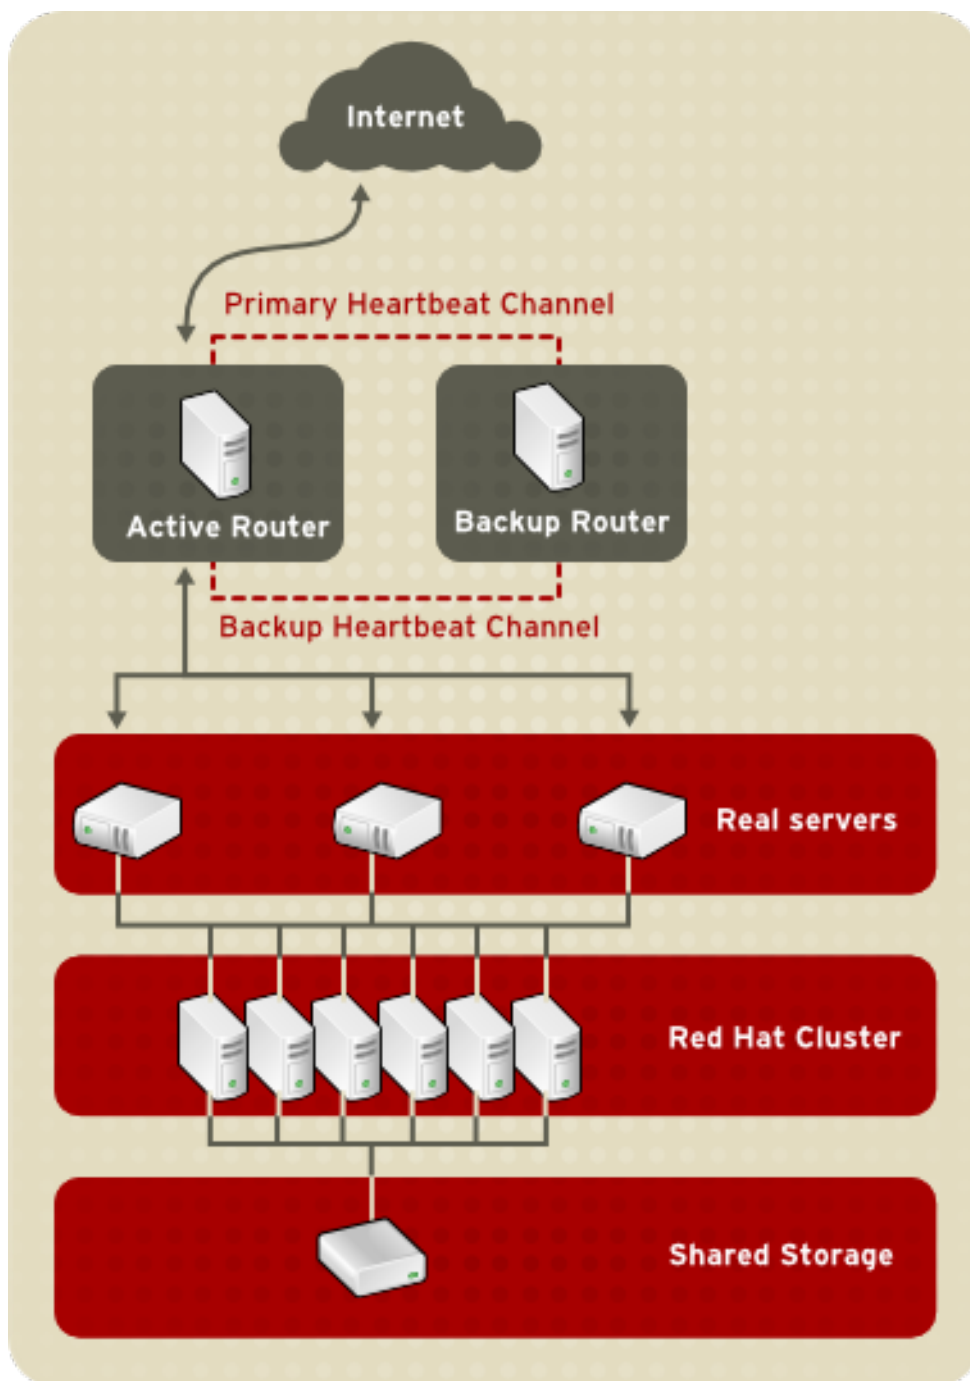 Internet
Primary Heartbeat Channel
Active Router
Backup Router
Backup Heartbeat Channel
Real servers
Red Hat Cluster
Shared Storage